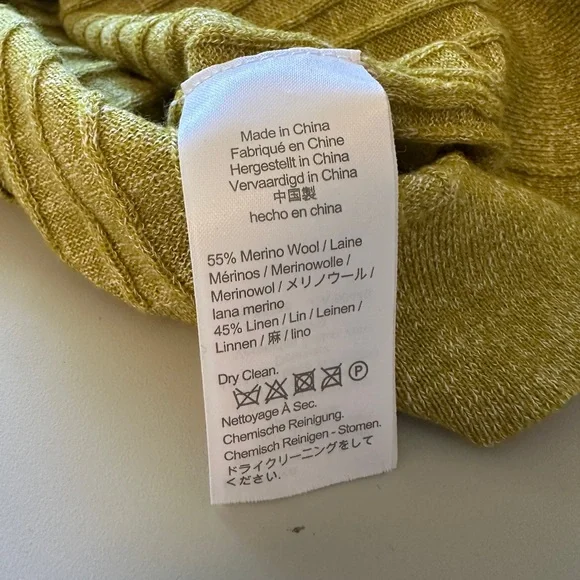 Made in China
Fabriqué en Chine
Hergestellt in China
Vervaardigd in China
中国製
hecho en china
55% Merino Wool / Laine
Mérinos / Merinowolle /
Merinowol / メリノウール /
lana merino
45% Linen / Lin / Leinen /
Linnen / 麻 / lino
Dry Clean.
P
Nettoyage À Sec.
Chemische Reinigung.
Chemisch Reinigen - Stomen.
ドライクリーニングをして
ください.